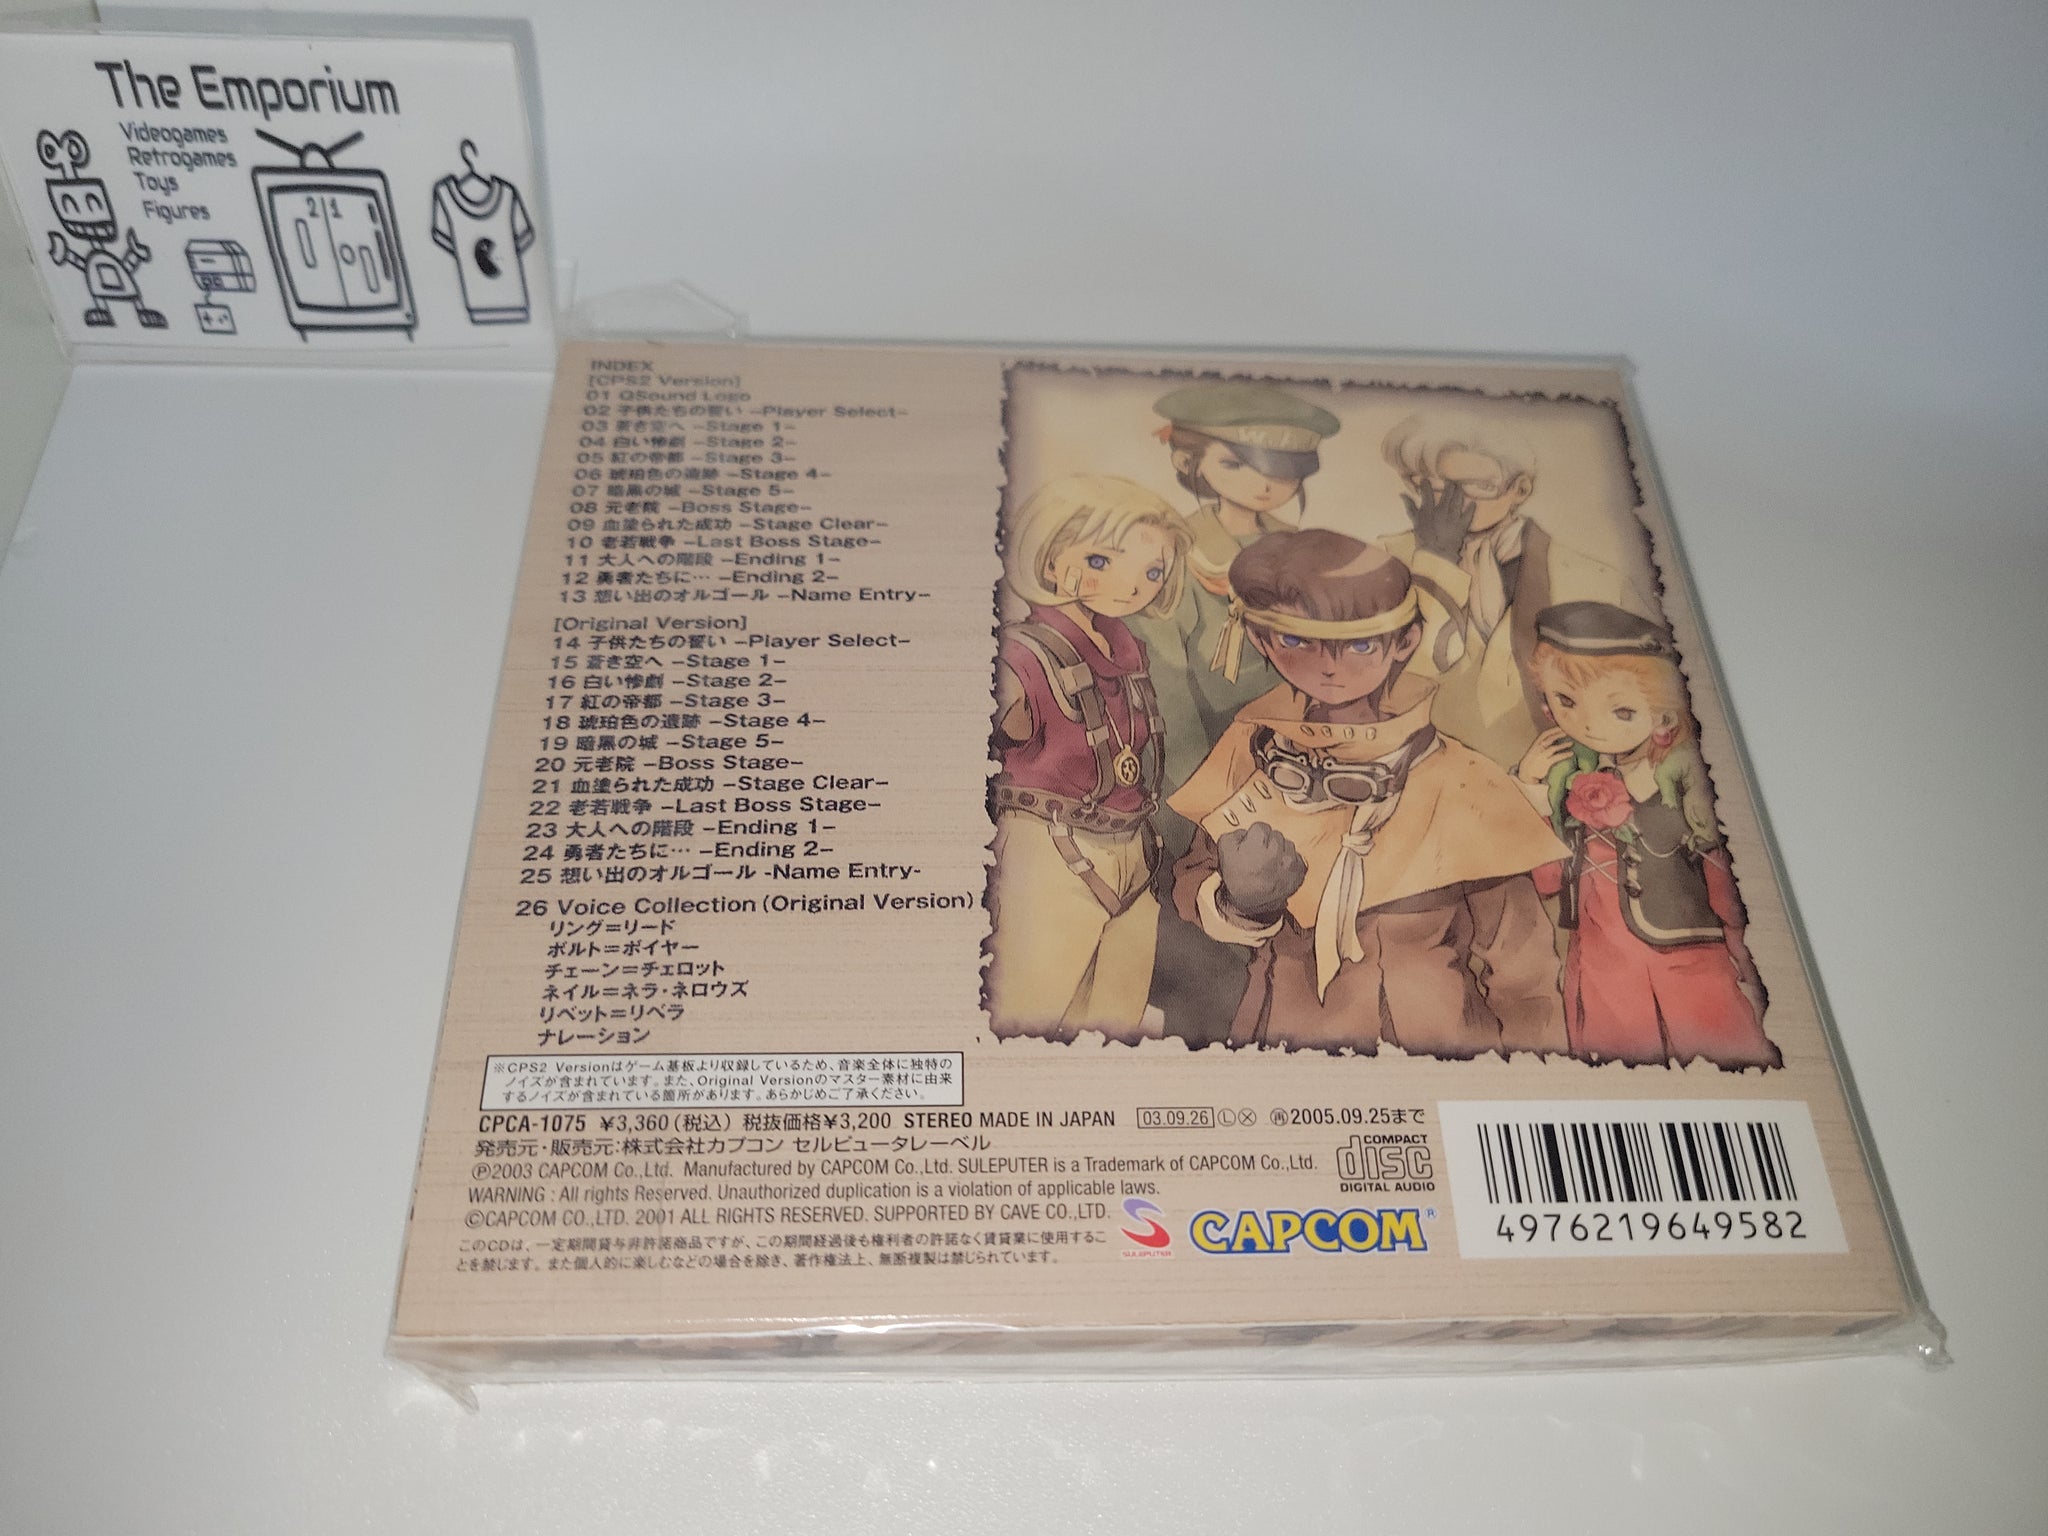 The Emporium
Videogames
Retrogames
Toys
Figures
21
INDEX
[CPS2 Version]
01 QSound Logo
02 子供たちの誓い –Player Select–
03 蒼き空へ –Stage 1–
04 白い惨劇 –Stage 2–
05 紅の帝都 –Stage 3–
06 琥珀色の遺跡 –Stage 4–
07 暗黒の城 –Stage 5–
08 元老院 –Boss Stage–
09 血塗られた成功 –Stage Clear–
10 老若戦争 –Last Boss Stage–
11 大人への階段 –Ending 1–
12 勇者たちに… –Ending 2–
13 想い出のオルゴール –Name Entry–
[Original Version]
14 子供たちの誓い –Player Select–
15 蒼き空へ –Stage 1–
16 白い惨劇 –Stage 2–
17 紅の帝都 –Stage 3–
18 琥珀色の遺跡 –Stage 4–
19 暗黒の城 –Stage 5–
20 元老院 –Boss Stage–
21 血塗られた成功 –Stage Clear–
22 老若戦争 –Last Boss Stage–
23 大人への階段 –Ending 1–
24 勇者たちに… –Ending 2–
25 想い出のオルゴール -Name Entry-
26 Voice Collection (Original Version)
リング=リード
ボルト=ボイヤー
チェーン=チェロット
ネイル=ネラ・ネロウズ
リベット=リベラ
ナレーション
※CPS2 Versionはゲーム基板より収録しているため、音楽全体に独特の
ノイズが含まれています。また、Original Versionのマスター素材に由来
するノイズが含まれている箇所があります。あらかじめご了承ください。
CPCA-1075 ¥3,360(税込) 税抜価格¥3,200 STEREO MADE IN JAPAN 03.09.26 Ⓛ Ⓧ ㊢2005.09.25まで
発売元・販売元:株式会社カプコン セルピュータレーベル
Ⓟ2003 CAPCOM Co.,Ltd. Manufactured by CAPCOM Co.,Ltd. SULEPUTER is a Trademark of CAPCOM Co.,Ltd.
WARNING : All rights Reserved. Unauthorized duplication is a violation of applicable laws.
©CAPCOM CO.,LTD. 2001 ALL RIGHTS RESERVED. SUPPORTED BY CAVE CO.,LTD.
このCDは、一定期間貸与非許諾商品ですが、この期間経過後も権利者の許諾なく賃貸業に使用するこ
とを禁じます。また個人的に楽しむなどの場合を除き、著作権法上、無断複製は禁じられています。
SULEPUTER
CAPCOM®
COMPACT
disc
DIGITAL AUDIO
4976219649582